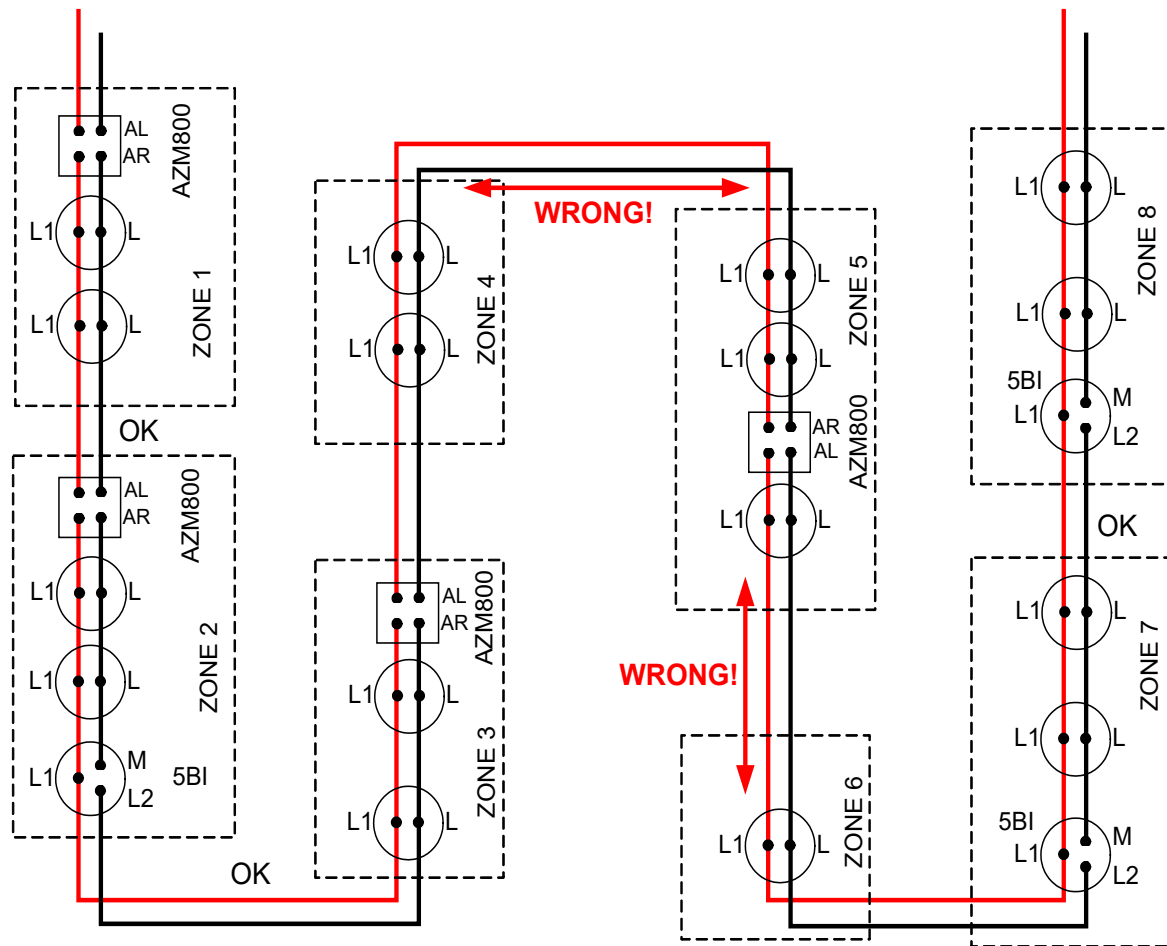 AL
AR
AZM800
L1
L
L1
L
ZONE 1
OK
AL
AR
AZM800
L1
L
L1
L
ZONE 2
L1
M
L2
5BI
OK
L1
L
L1
L
ZONE 4
AL
AR
AZM800
L1
L
ZONE 3
L1
L
WRONG!
L1
L
ZONE 5
L1
L
AR
AL
AZM800
L1
L
WRONG!
L1
L
ZONE 6
L1
L
ZONE 8
L1
L
5BI
L1
M
L2
OK
L1
L
ZONE 7
L1
L
5BI
L1
M
L2